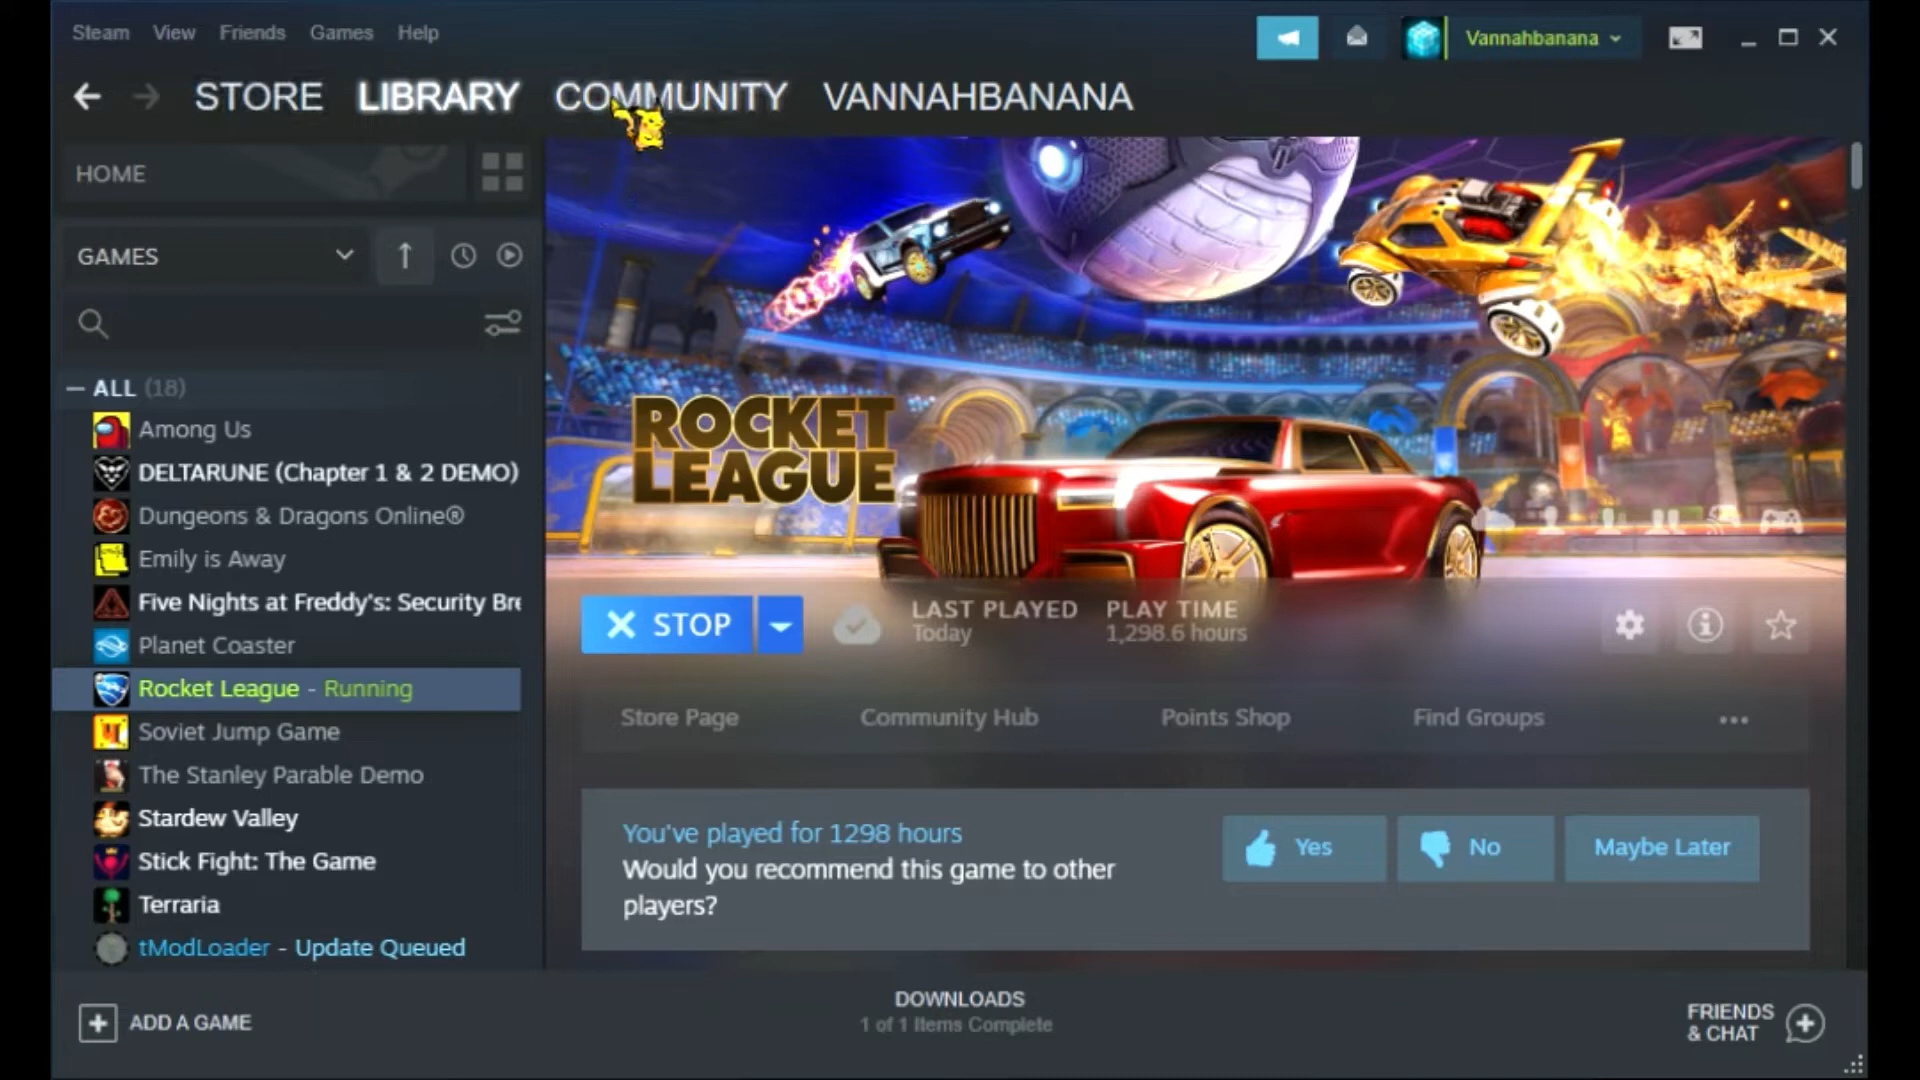 Steam View Friends Games Help
Vannahbanana
STORE LIBRARY COMMUNITY VANNAHBANANA
HOME
GAMES
ALL (18)
Among Us
DELTARUNE (Chapter 1 & 2 DEMO)
Dungeons & Dragons Online®
Emily is Away
Five Nights at Freddy's: Security Bre
Planet Coaster
Rocket League - Running
Soviet Jump Game
The Stanley Parable Demo
Stardew Valley
Stick Fight: The Game
Terraria
tModLoader - Update Queued
ROCKET
LEAGUE
STOP
LAST PLAYED
Today
PLAY TIME
1,298.6 hours
Store Page Community Hub Points Shop Find Groups
You've played for 1298 hours
Would you recommend this game to other
players?
Yes No Maybe Later
ADD A GAME
DOWNLOADS
1 of 1 Items Complete
FRIENDS
& CHAT